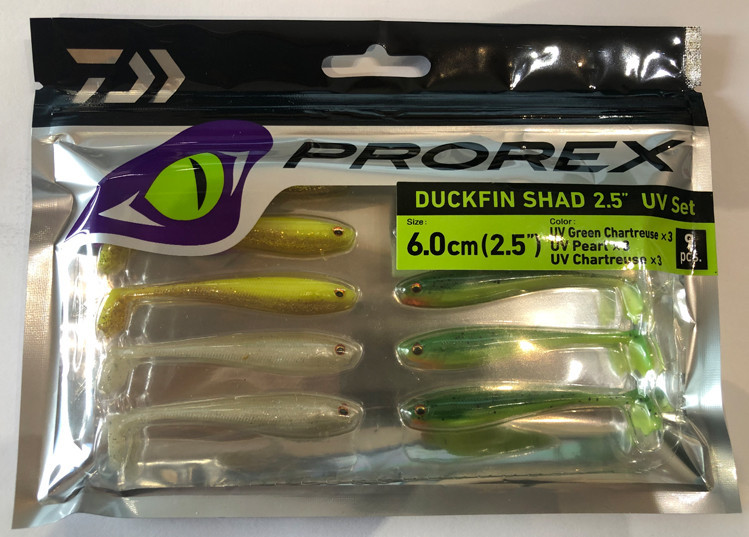 PROREX
DUCKFIN SHAD 2.5" UV Set
Size:
6.0cm(2.5")
Color:
UV Green Chartreuse ×3
UV Pearl ×3
UV Chartreuse ×3
9
pcs.